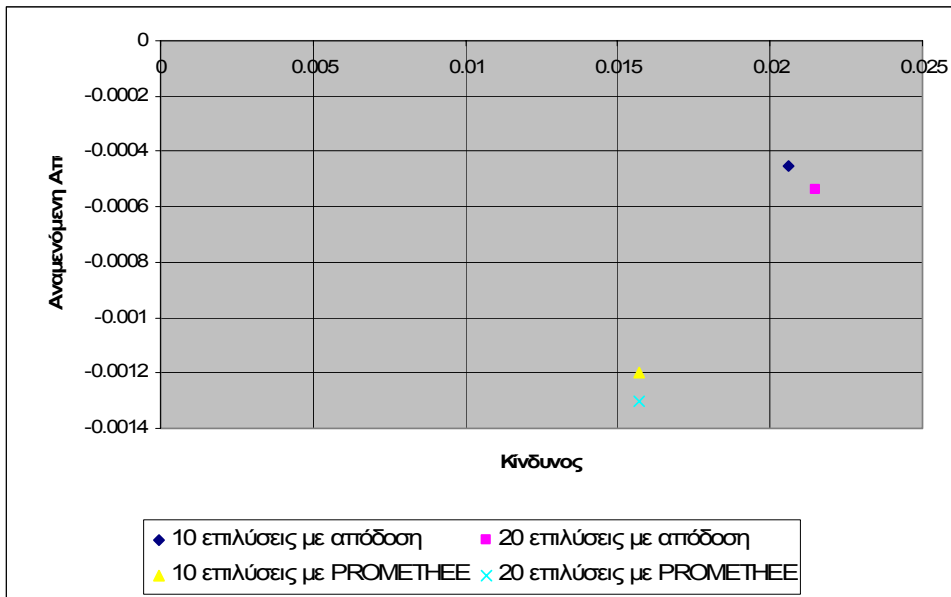 0
0 0.005 0.01 0.015 0.02 0.025
-0.0002
-0.0004
-0.0006
-0.0008
-0.001
-0.0012
-0.0014
Αναμενόμενη Απ
Κίνδυνος
10 επιλύσεις με απόδοση
20 επιλύσεις με απόδοση
10 επιλύσεις με PROMETHEE
20 επιλύσεις με PROMETHEE